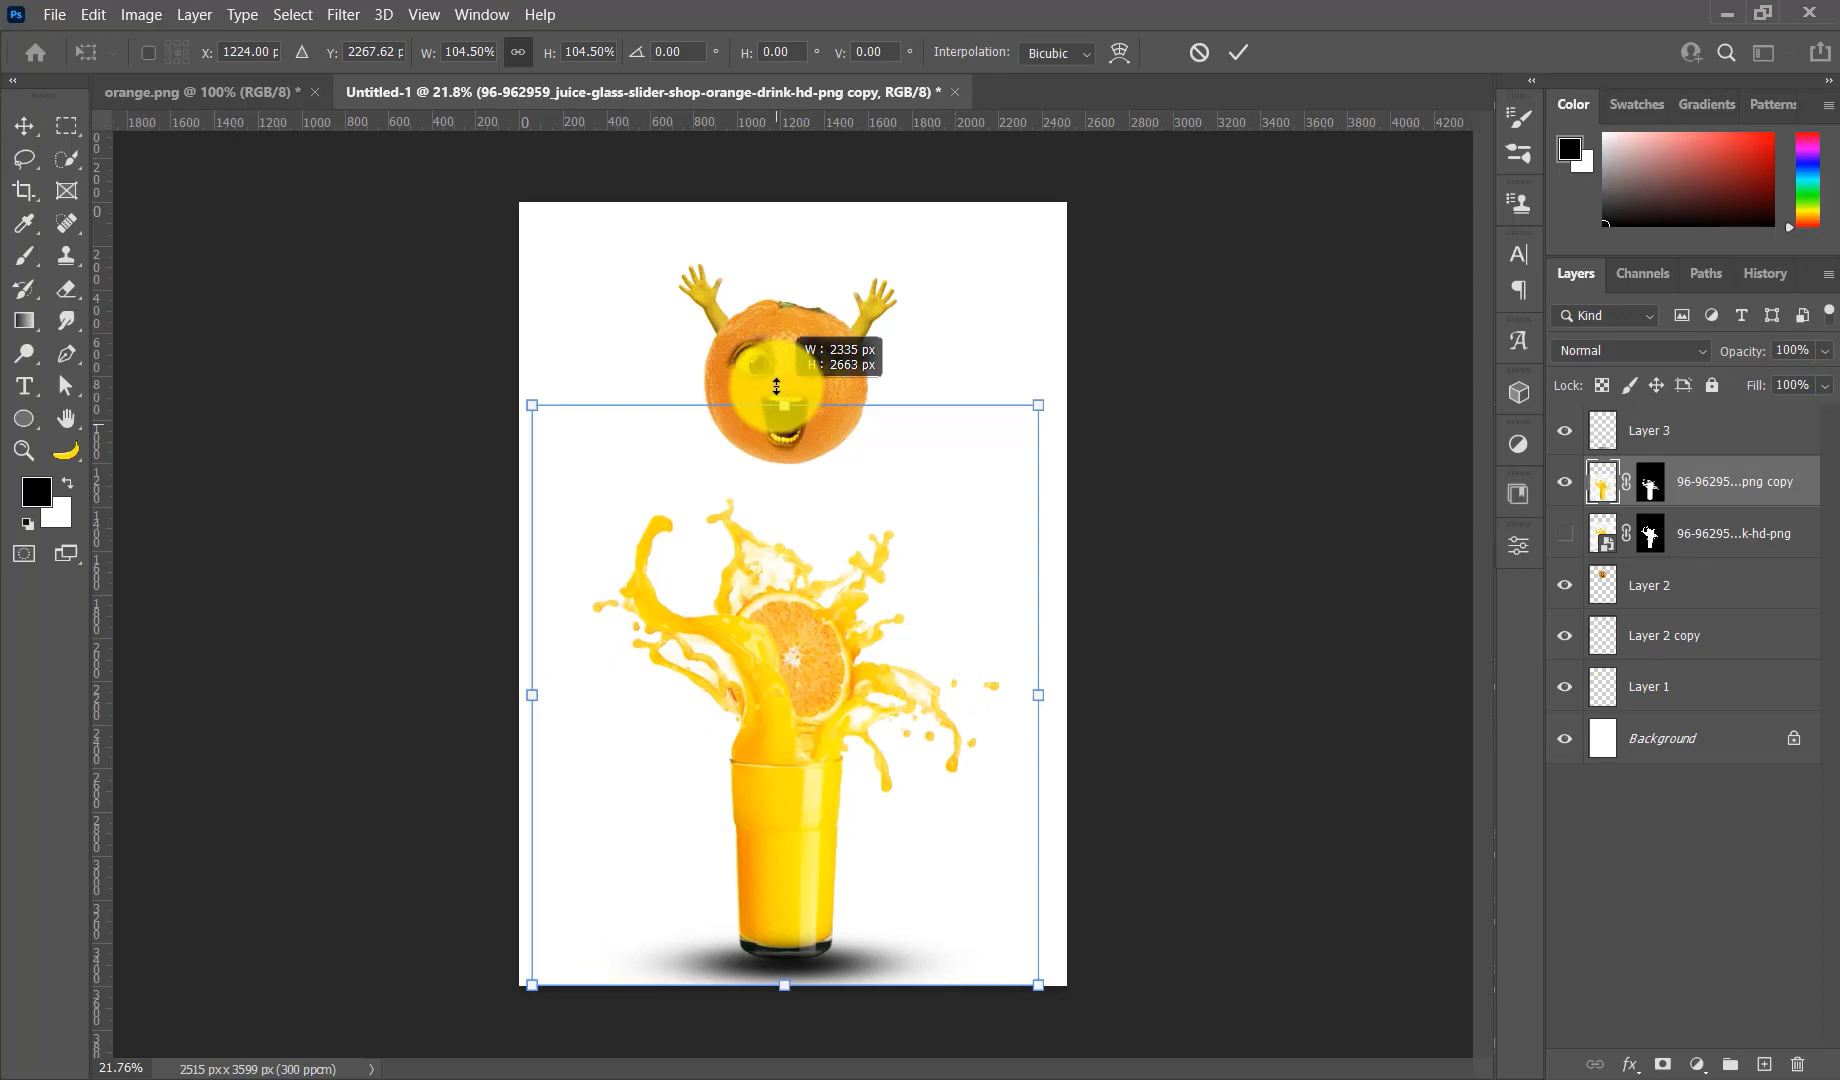 Ps File Edit Image Layer Type Select Filter 3D View Window Help
X: 1224.00 p Y: 2267.62 p W: 104.50% H: 104.50% 0.00 ° H: 0.00 ° V: 0.00 ° Interpolation: Bicubic
orange.png @ 100% (RGB/8) * × Untitled-1 @ 21.8% (96-962959_juice-glass-slider-shop-orange-drink-hd-png copy, RGB/8) * ×
1800 1600 1400 1200 1000 800 600 400 200 0 200 400 600 800 1000 1200 1400 1600 1800 2000 2200 2400 2600 2800 3000 3200 3400 3600 3800 4000 4200
Color Swatches Gradients Patterns
W : 2335 px
H : 2663 px
Layers Channels Paths History
Kind
Normal Opacity: 100%
Lock: Fill: 100%
Layer 3
96-96295...png copy
96-96295...k-hd-png
Layer 2
Layer 2 copy
Layer 1
Background
fx
21.76% 2515 px x 3599 px (300 ppcm)